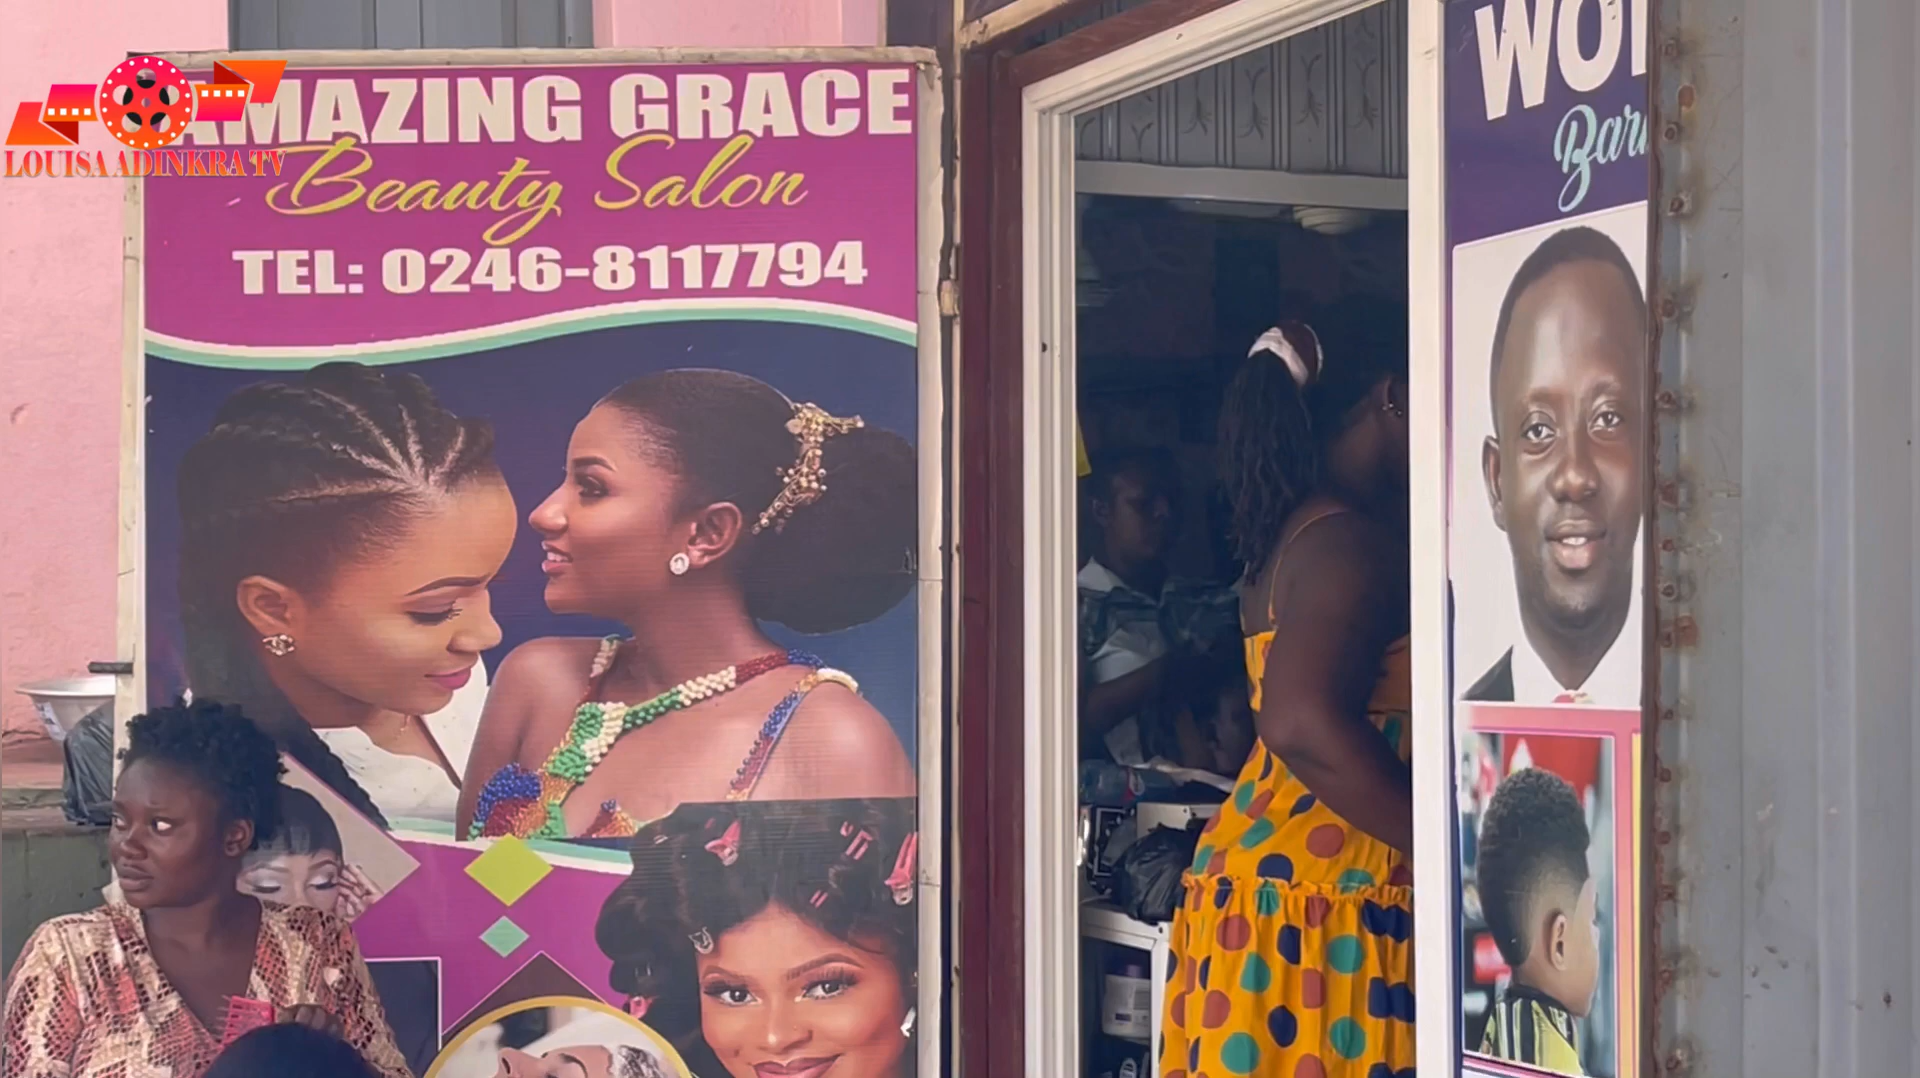 AMAZING GRACE
Beauty Salon
TEL: 0246-8117794
LOUISA ADINKRA TV